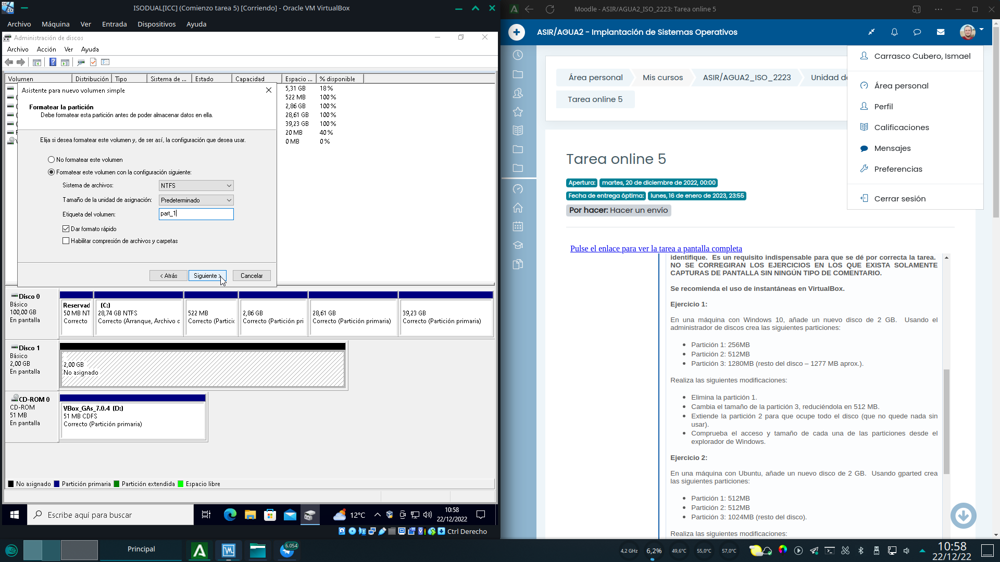 ISODUAL[ICC] (Comienzo tarea 5) [Corriendo] - Oracle VM VirtualBox
Archivo Máquina Ver Entrada Dispositivos Ayuda
Administración de discos
Archivo Acción Ver Ayuda
Volumen Distribución Tipo Sistema de ... Estado Capacidad Espacio ... % disponible
5,31 GB 18 %
522 MB 100 %
2,86 GB 100 %
28,61 GB 100 %
39,23 GB 100 %
20 MB 40 %
0 MB 0 %
Asistente para nuevo volumen simple
Formatear la partición
Debe formatear esta partición antes de poder almacenar datos en ella.
Elija si desea formatear este volumen y, de ser así, la configuración que desea usar.
No formatear este volumen
Formatear este volumen con la configuración siguiente:
Sistema de archivos: NTFS
Tamaño de la unidad de asignación: Predeterminado
Etiqueta del volumen: part_1
Dar formato rápido
Habilitar compresión de archivos y carpetas
< Atrás Siguiente > Cancelar
Disco 0
Básico
100,00 GB
En pantalla
Reservad
50 MB NT
Correcto
(C:)
28,74 GB NTFS
Correcto (Arranque, Archivo c
522 MB
Correcto (Partic
2,86 GB
Correcto (Partición pri
28,61 GB
Correcto (Partición primaria)
39,23 GB
Correcto (Partición primaria)
Disco 1
Básico
2,00 GB
En pantalla
2,00 GB
No asignado
CD-ROM 0
CD-ROM
51 MB
En pantalla
VBox_GAs_7.0.4 (D:)
51 MB CDFS
Correcto (Partición primaria)
No asignado Partición primaria Partición extendida Espacio libre
Escribe aquí para buscar
12°C
10:58
22/12/2022
Ctrl Derecho
Moodle - ASIR/AGUA2_ISO_2223: Tarea online 5
ASIR/AGUA2 - Implantación de Sistemas Operativos
Área personal Mis cursos ASIR/AGUA2_ISO_2223 Unidad de
Tarea online 5
Carrasco Cubero, Ismael
Área personal
Perfil
Calificaciones
Mensajes
Preferencias
Cerrar sesión
Tarea online 5
Apertura: martes, 20 de diciembre de 2022, 00:00
Fecha de entrega óptima: lunes, 16 de enero de 2023, 23:55
Por hacer: Hacer un envío
Pulse el enlace para ver la tarea a pantalla completa
identifique. Es un requisito indispensable para que se dé por correcta la tarea.
NO SE CORREGIRAN LOS EJERCICIOS EN LOS QUE EXISTA SOLAMENTE
CAPTURAS DE PANTALLA SIN NINGÚN TIPO DE COMENTARIO.
Se recomienda el uso de instantáneas en VirtualBox.
Ejercicio 1:
En una máquina con Windows 10, añade un nuevo disco de 2 GB. Usando el
administrador de discos crea las siguientes particiones:
Partición 1: 256MB
Partición 2: 512MB
Partición 3: 1280MB (resto del disco – 1277 MB aprox.).
Realiza las siguientes modificaciones:
Elimina la partición 1.
Cambia el tamaño de la partición 3, reduciéndola en 512 MB.
Extiende la partición 2 para que ocupe todo el disco (que no quede nada sin
usar).
Comprueba el acceso y tamaño de cada una de las particiones desde el
explorador de Windows.
Ejercicio 2:
En una máquina con Ubuntu, añade un nuevo disco de 2 GB. Usando gparted crea
las siguientes particiones:
Partición 1: 512MB
Partición 2: 512MB
Partición 3: 1024MB (resto del disco).
Realiza las siguientes modificaciones:
Principal
6.054
4,2 GHz 6,2% 49,6°C 55,0°C 57,0°C
10:58
22/12/22